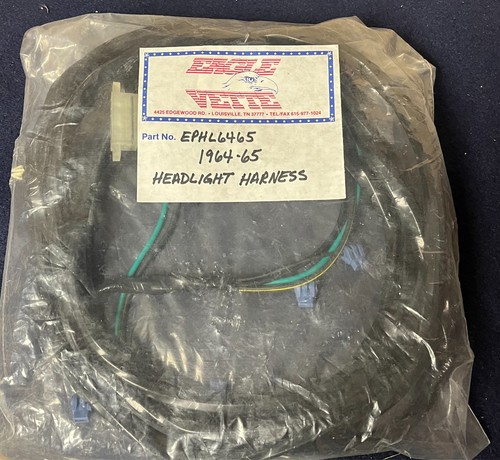 EAGLE
VETTE
4425 EDGEWOOD RD. • LOUISVILLE, TN 37777 • TEL/FAX 615-977-1024
Part No. EPHL6465
1964-65
HEADLIGHT HARNESS